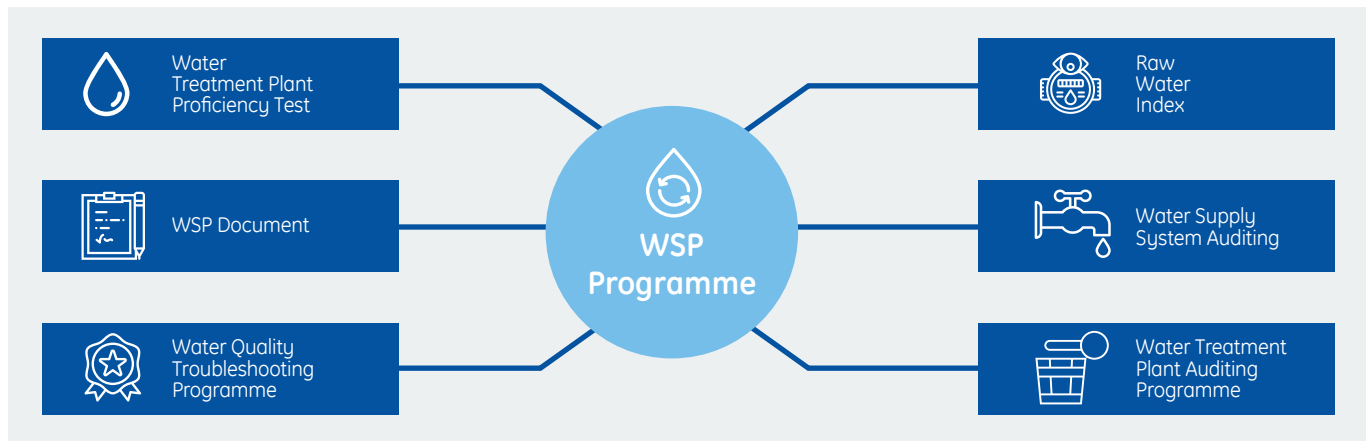 Water
Treatment Plant
Proficiency Test
WSP Document
Water Quality
Troubleshooting
Programme
WSP
Programme
Raw
Water
Index
Water Supply
System Auditing
Water Treatment
Plant Auditing
Programme